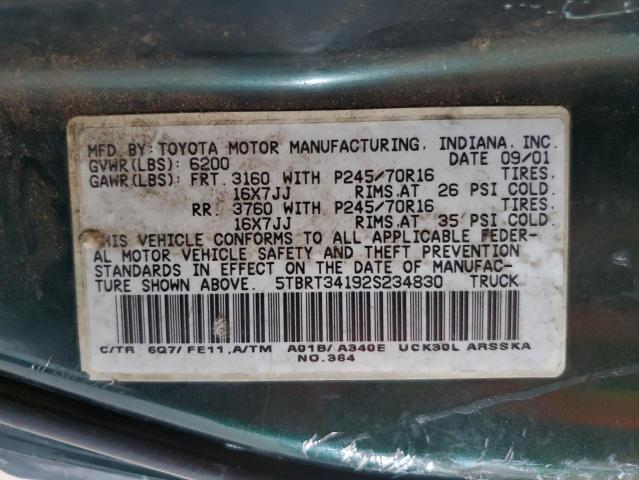 MFD BY: TOYOTA MOTOR MANUFACTURING, INDIANA, INC.
GVWR(LBS): 6200 DATE 09/01
GAWR(LBS): FRT. 3160 WITH P245/70R16 TIRES,
16X7JJ RIMS,AT 26 PSI COLD.
RR. 3760 WITH P245/70R16 TIRES,
16X7JJ RIMS,AT 35 PSI COLD.
THIS VEHICLE CONFORMS TO ALL APPLICABLE FEDER-
AL MOTOR VEHICLE SAFETY AND THEFT PREVENTION
STANDARDS IN EFFECT ON THE DATE OF MANUFAC-
TURE SHOWN ABOVE. 5TBRT34192S234830 TRUCK
C/TR 6Q7/ FE11,A/TM A01B/ A340E UCK30L ARSSKA
NO.364